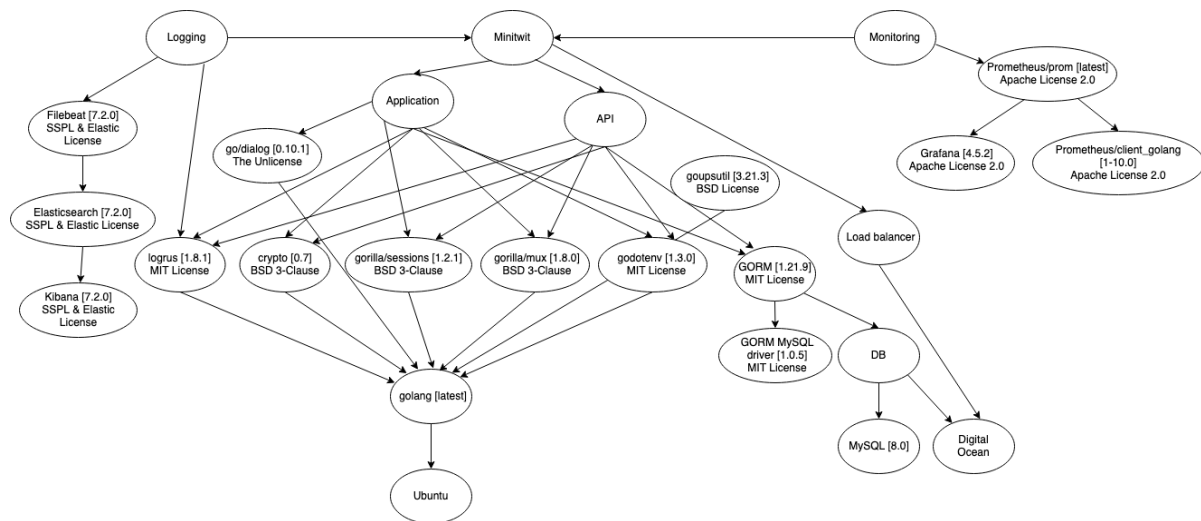 Logging
Minitwit
Monitoring
Prometheus/prom [latest]
Apache License 2.0
Application
API
Filebeat [7.2.0]
SSPL & Elastic
License
go/dialog [0.10.1]
The Unlicense
goupsutil [3.21.3]
BSD License
Grafana [4.5.2]
Apache License 2.0
Prometheus/client_golang
[1-10.0]
Apache License 2.0
Elasticsearch [7.2.0]
SSPL & Elastic License
Load balancer
logrus [1.8.1]
MIT License
crypto [0.7]
BSD 3-Clause
gorilla/sessions [1.2.1]
BSD 3-Clause
gorilla/mux [1.8.0]
BSD 3-Clause
godotenv [1.3.0]
MIT License
GORM [1.21.9]
MIT License
Kibana [7.2.0]
SSPL & Elastic
License
GORM MySQL
driver [1.0.5]
MIT License
DB
golang [latest]
MySQL [8.0]
Digital
Ocean
Ubuntu